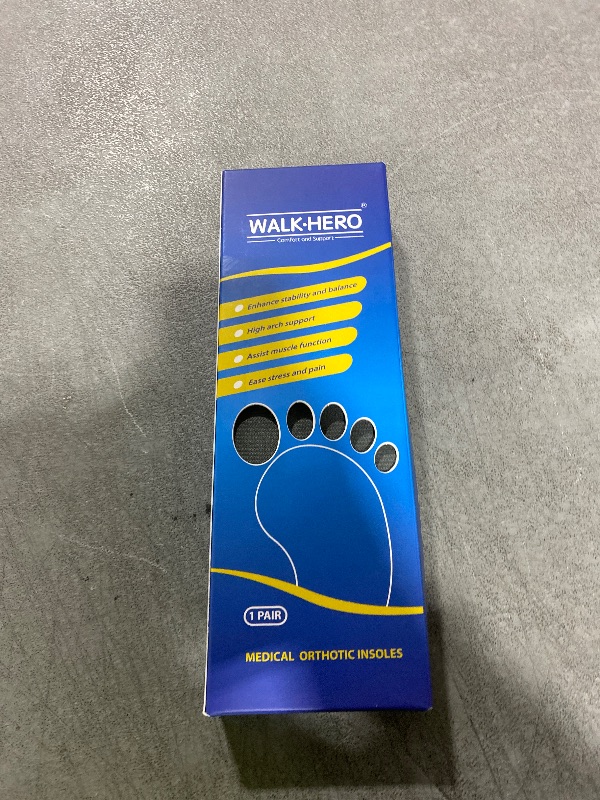 WALK·HERO®
Comfort and Support
Enhance stability and balance
High arch support
Assist muscle function
Ease stress and pain
1 PAIR
MEDICAL ORTHOTIC INSOLES